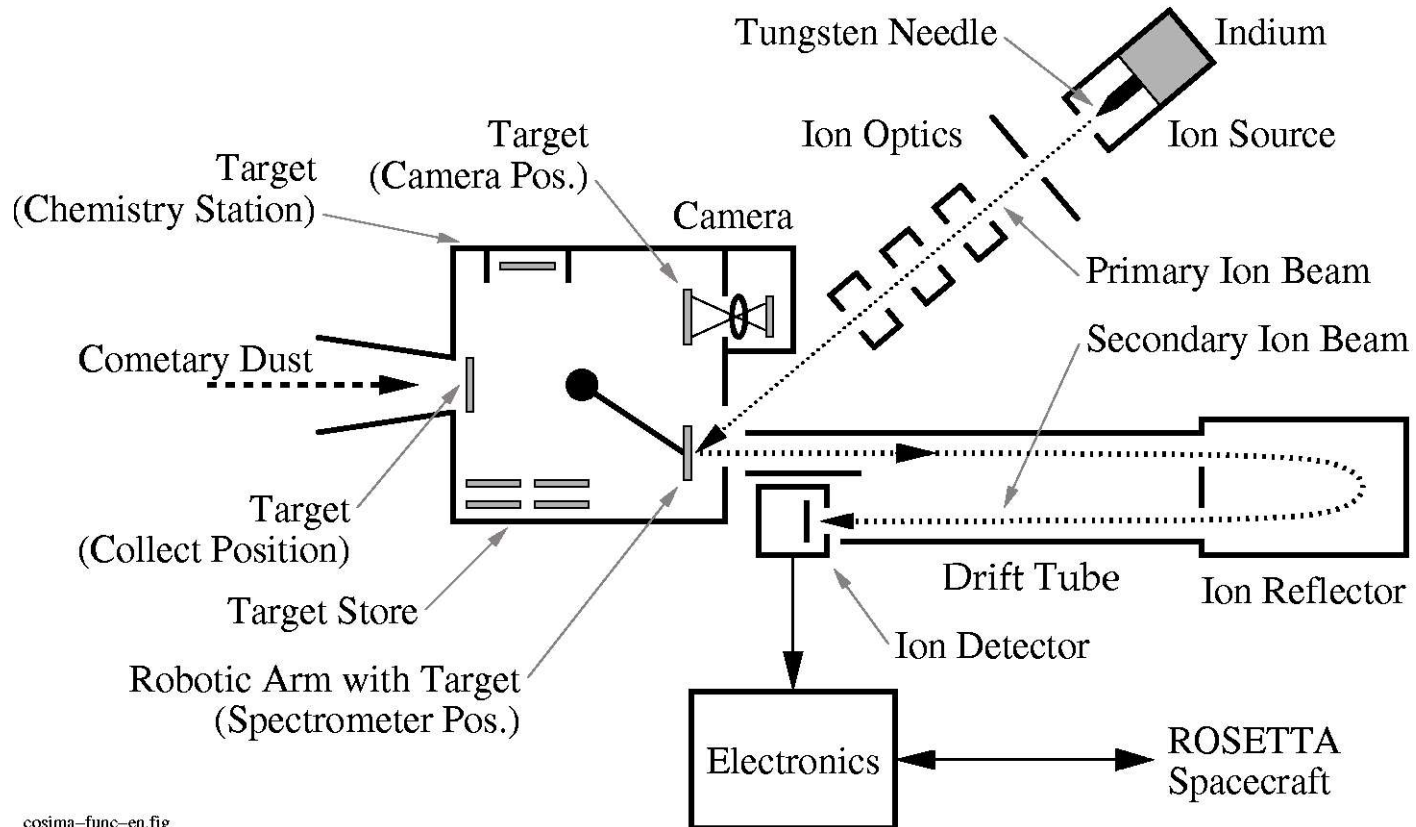 Tungsten Needle
Indium
Ion Optics
Ion Source
Target
(Camera Pos.)
Target
(Chemistry Station)
Camera
Primary Ion Beam
Secondary Ion Beam
Cometary Dust
Target
(Collect Position)
Target Store
Robotic Arm with Target
(Spectrometer Pos.)
Drift Tube
Ion Reflector
Ion Detector
Electronics
ROSETTA
Spacecraft
cosima–func–en.fig